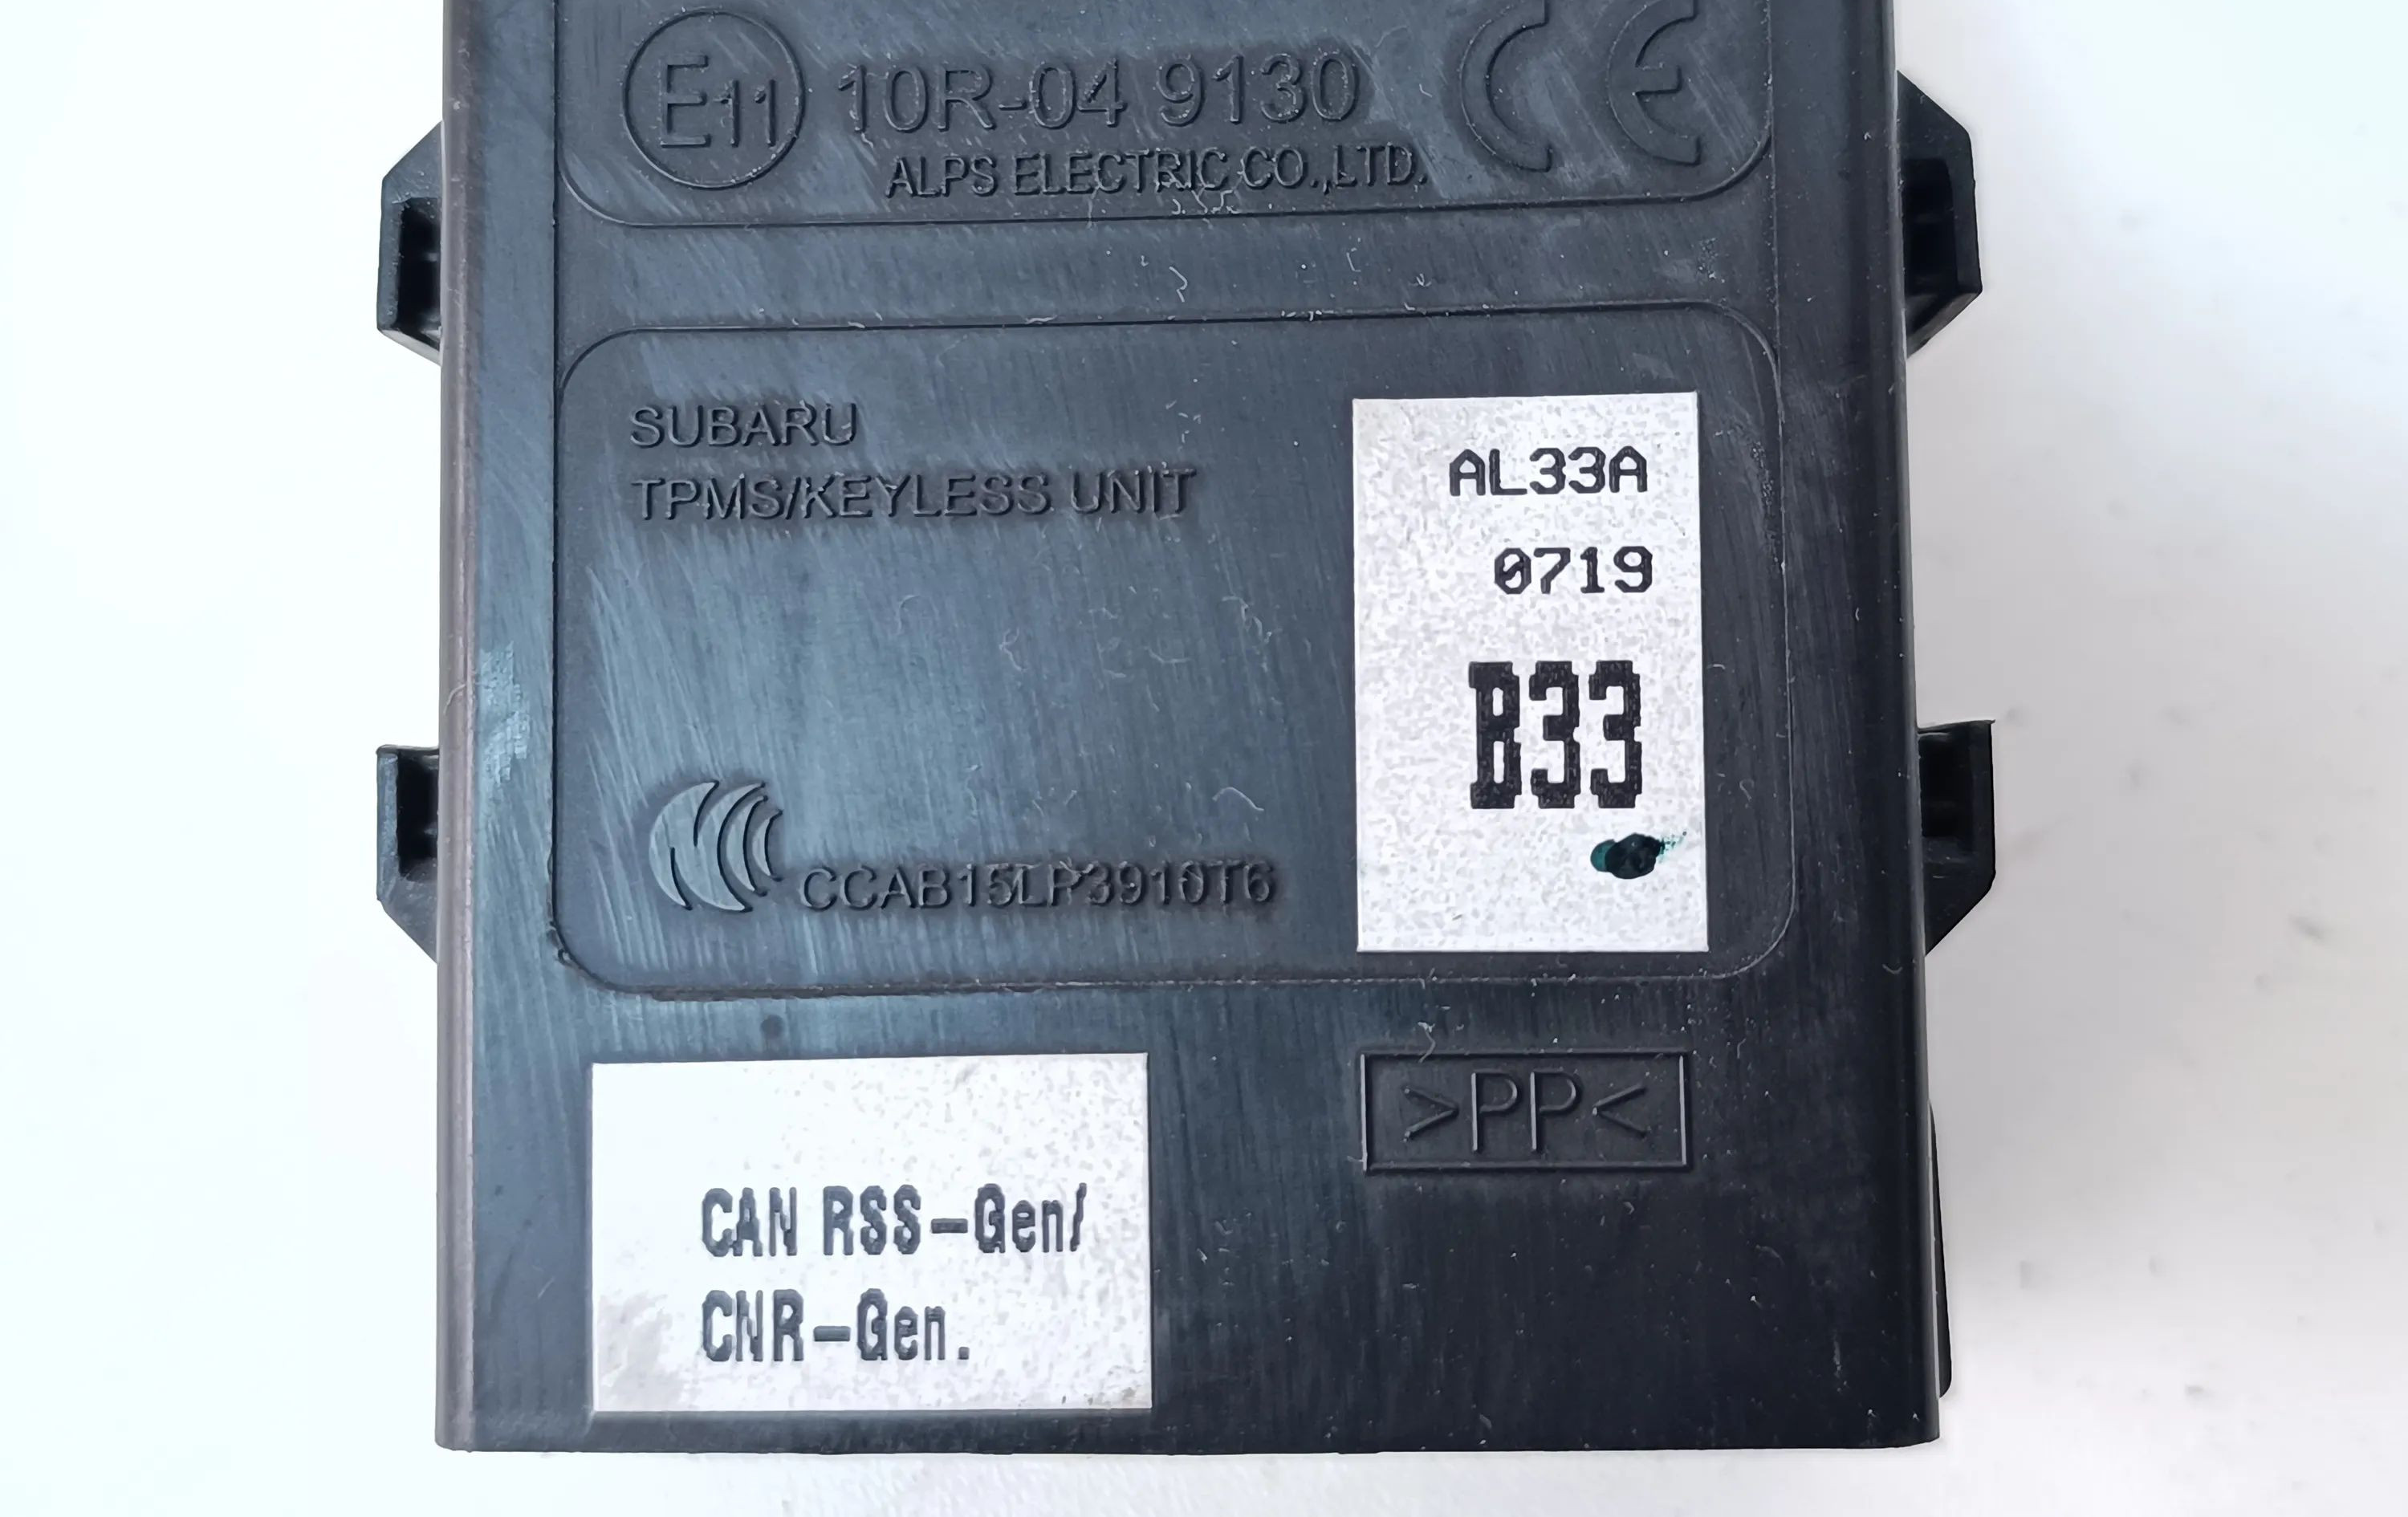 E11 10R-04 9130 CE
ALPS ELECTRIC CO.,LTD.
SUBARU
TPMS/KEYLESS UNIT
AL33A
0719
B33
CCAB15LP3910T6
>PP<
CAN RSS-Gen/
CNR-Gen.